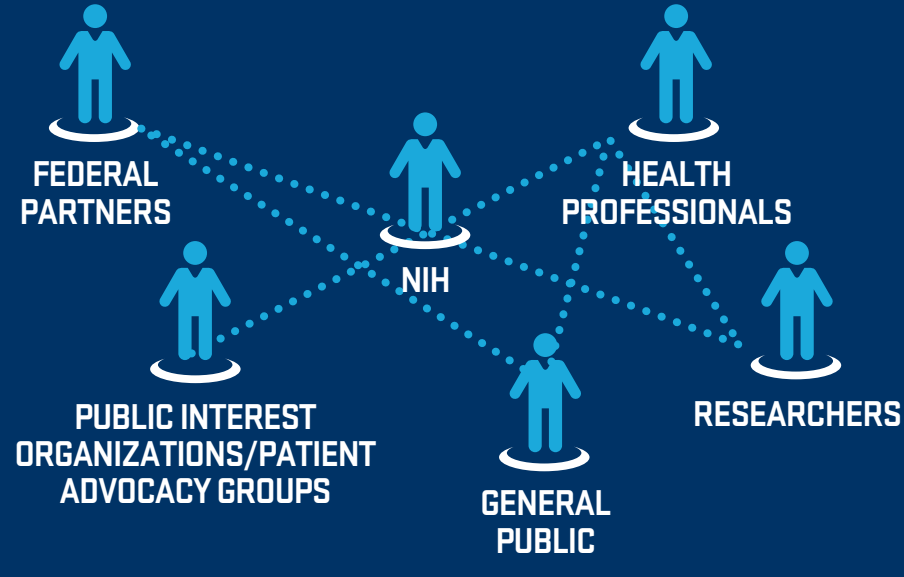 FEDERAL
PARTNERS
HEALTH
PROFESSIONALS
NIH
PUBLIC INTEREST
ORGANIZATIONS/PATIENT
ADVOCACY GROUPS
RESEARCHERS
GENERAL
PUBLIC